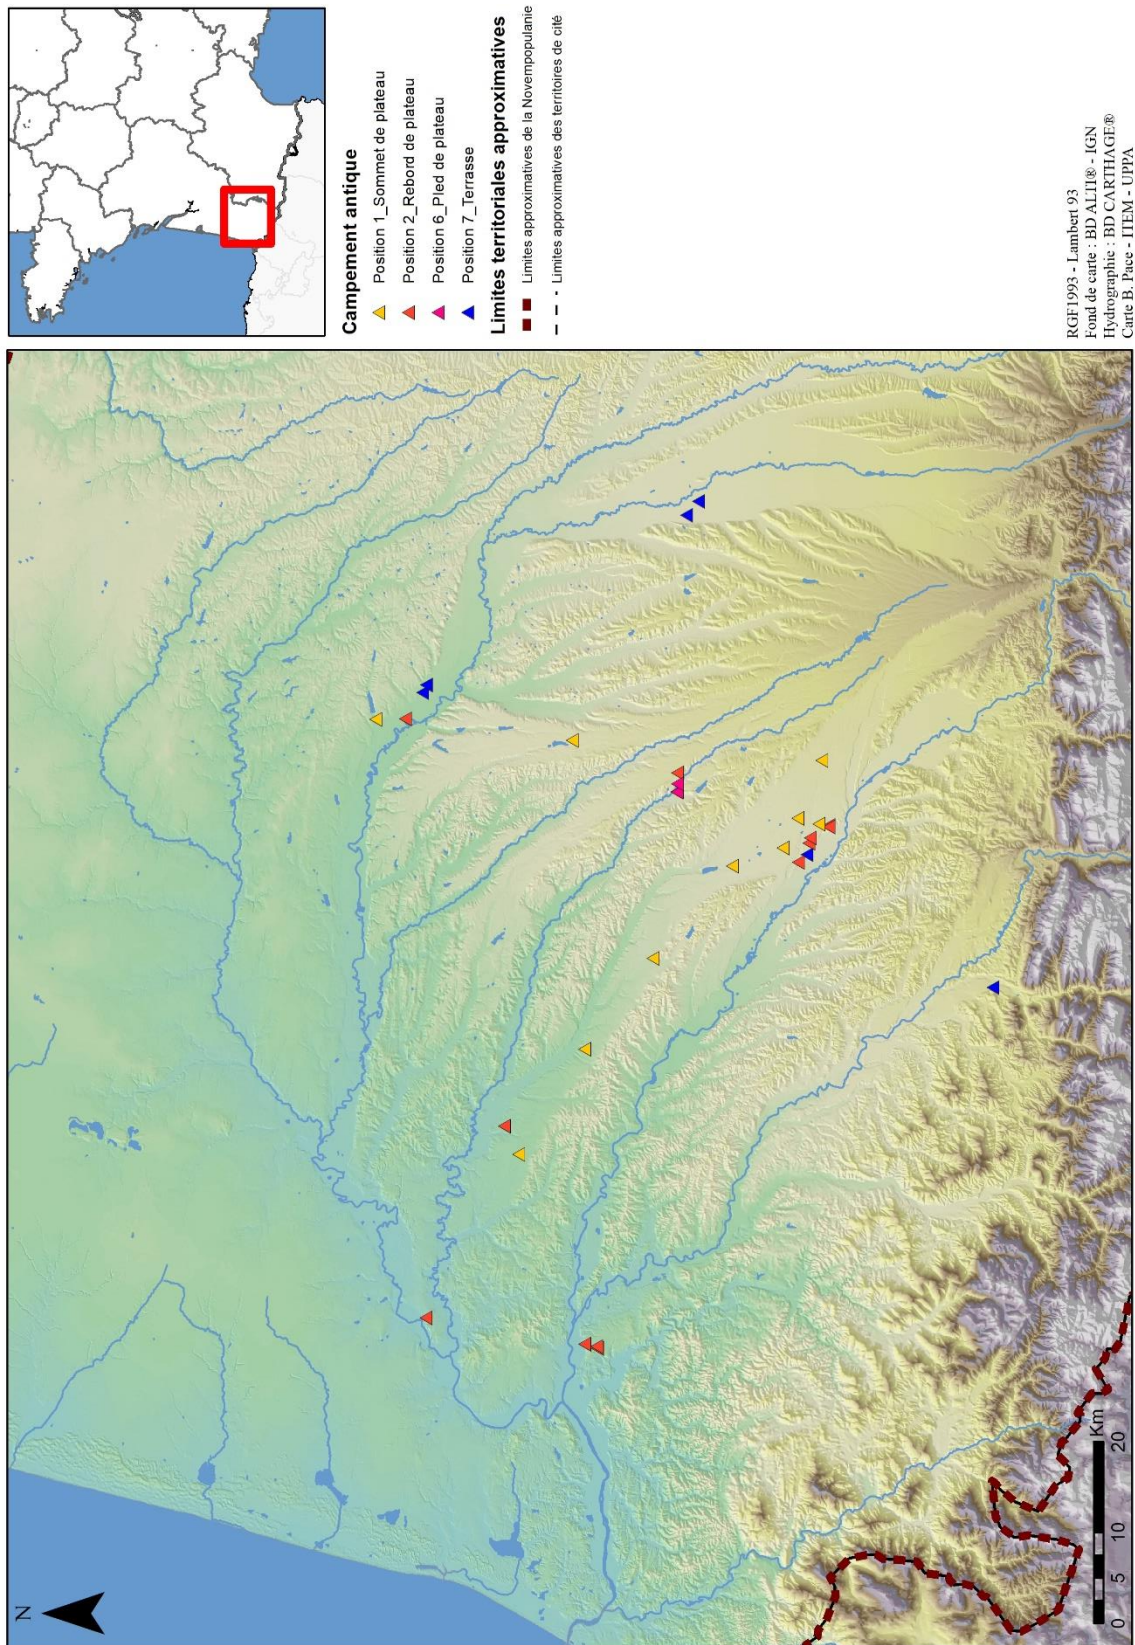 Campement antique
Position 1_Sommet de plateau
Position 2_Rebord de plateau
Position 6_Pied de plateau
Position 7_Terrasse
Limites territoriales approximatives
Limites approximatives de la Novempopulanie
Limites approximatives des territoires de cité
RGF1993 - Lambert 93
Fond de carte : BD ALTI® - IGN
Hydrographie : BD CARTHAGE®
Carte B. Pace - ITEM - UPPA
N
0 5 10 20
Km